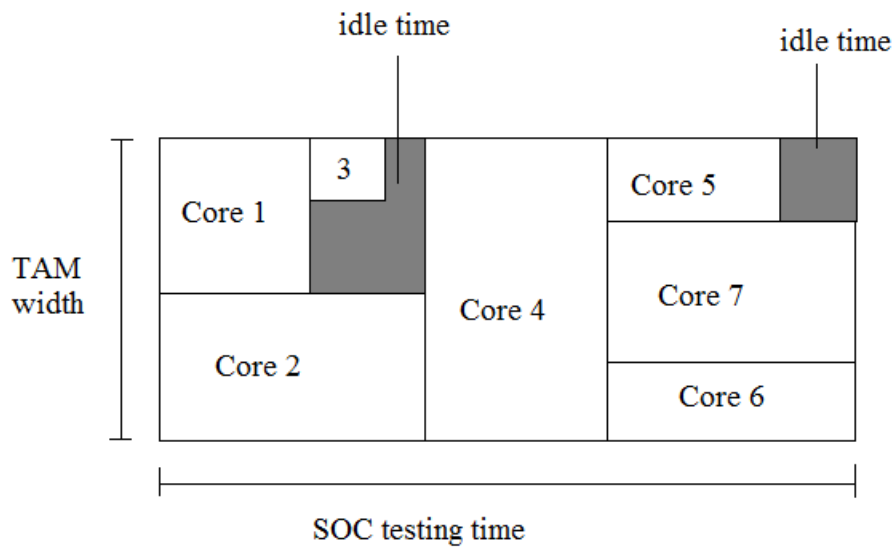 idle time
idle time
3
Core 1
Core 5
TAM
width
Core 7
Core 4
Core 2
Core 6
SOC testing time